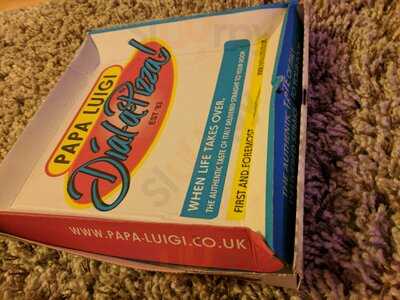 PAPA LUIGI
Dial a Pizza!
EST '83
WHEN LIFE TAKES OVER,
THE AUTHENTIC TASTE OF ITALY DELIVERED STRAIGHT TO YOUR DOOR
FIRST AND FOREMOST
WWW.PAPA-LUIGI.CO.UK